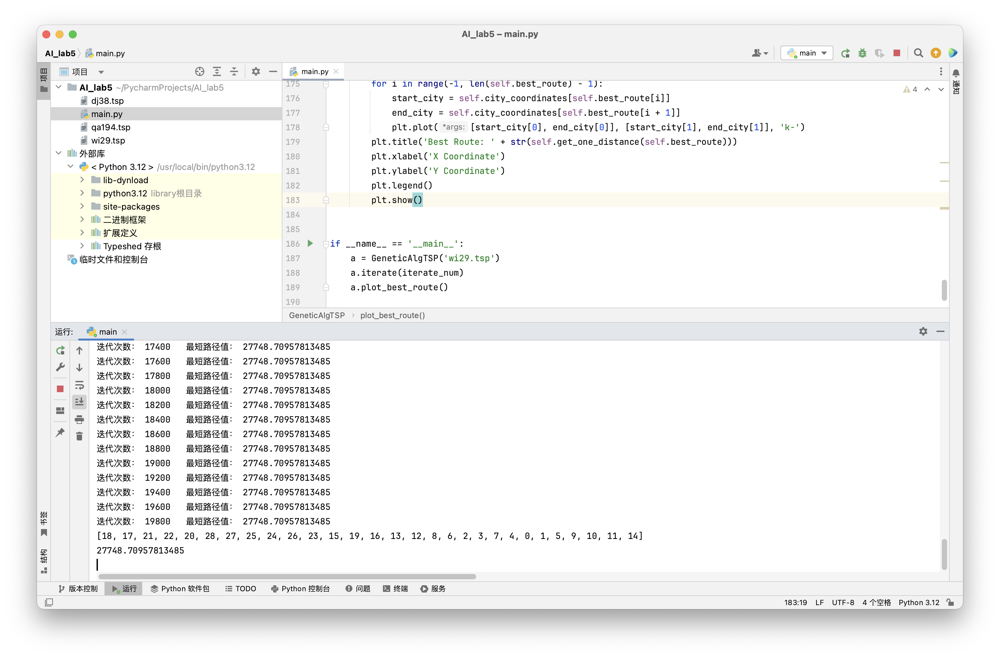 AI_lab5 – main.py
AI_lab5 main.py
main
项目
项目
AI_lab5 ~/PycharmProjects/AI_lab5
dj38.tsp
main.py
qa194.tsp
wi29.tsp
外部库
< Python 3.12 > /usr/local/bin/python3.12
lib-dynload
python3.12 library根目录
site-packages
二进制框架
扩展定义
Typeshed 存根
临时文件和控制台
main.py
4
通知
175 for i in range(-1, len(self.best_route) - 1):
176 start_city = self.city_coordinates[self.best_route[i]]
177 end_city = self.city_coordinates[self.best_route[i + 1]]
178 plt.plot( *args: [start_city[0], end_city[0]], [start_city[1], end_city[1]], 'k-')
179 plt.title('Best Route: ' + str(self.get_one_distance(self.best_route)))
180 plt.xlabel('X Coordinate')
181 plt.ylabel('Y Coordinate')
182 plt.legend()
183 plt.show()
184
185
186 if __name__ == '__main__':
187 a = GeneticAlgTSP('wi29.tsp')
188 a.iterate(iterate_num)
189 a.plot_best_route()
190
GeneticAlgTSP › plot_best_route()
运行: main
迭代次数: 17400 最短路径值: 27748.70957813485
迭代次数: 17600 最短路径值: 27748.70957813485
迭代次数: 17800 最短路径值: 27748.70957813485
迭代次数: 18000 最短路径值: 27748.70957813485
迭代次数: 18200 最短路径值: 27748.70957813485
迭代次数: 18400 最短路径值: 27748.70957813485
迭代次数: 18600 最短路径值: 27748.70957813485
迭代次数: 18800 最短路径值: 27748.70957813485
迭代次数: 19000 最短路径值: 27748.70957813485
迭代次数: 19200 最短路径值: 27748.70957813485
迭代次数: 19400 最短路径值: 27748.70957813485
迭代次数: 19600 最短路径值: 27748.70957813485
迭代次数: 19800 最短路径值: 27748.70957813485
[18, 17, 21, 22, 20, 28, 27, 25, 24, 26, 23, 15, 19, 16, 13, 12, 8, 6, 2, 3, 7, 4, 0, 1, 5, 9, 10, 11, 14]
27748.70957813485
书签
结构
版本控制 运行 Python 软件包 TODO Python 控制台 问题 终端 服务
183:19 LF UTF-8 4 个空格 Python 3.12